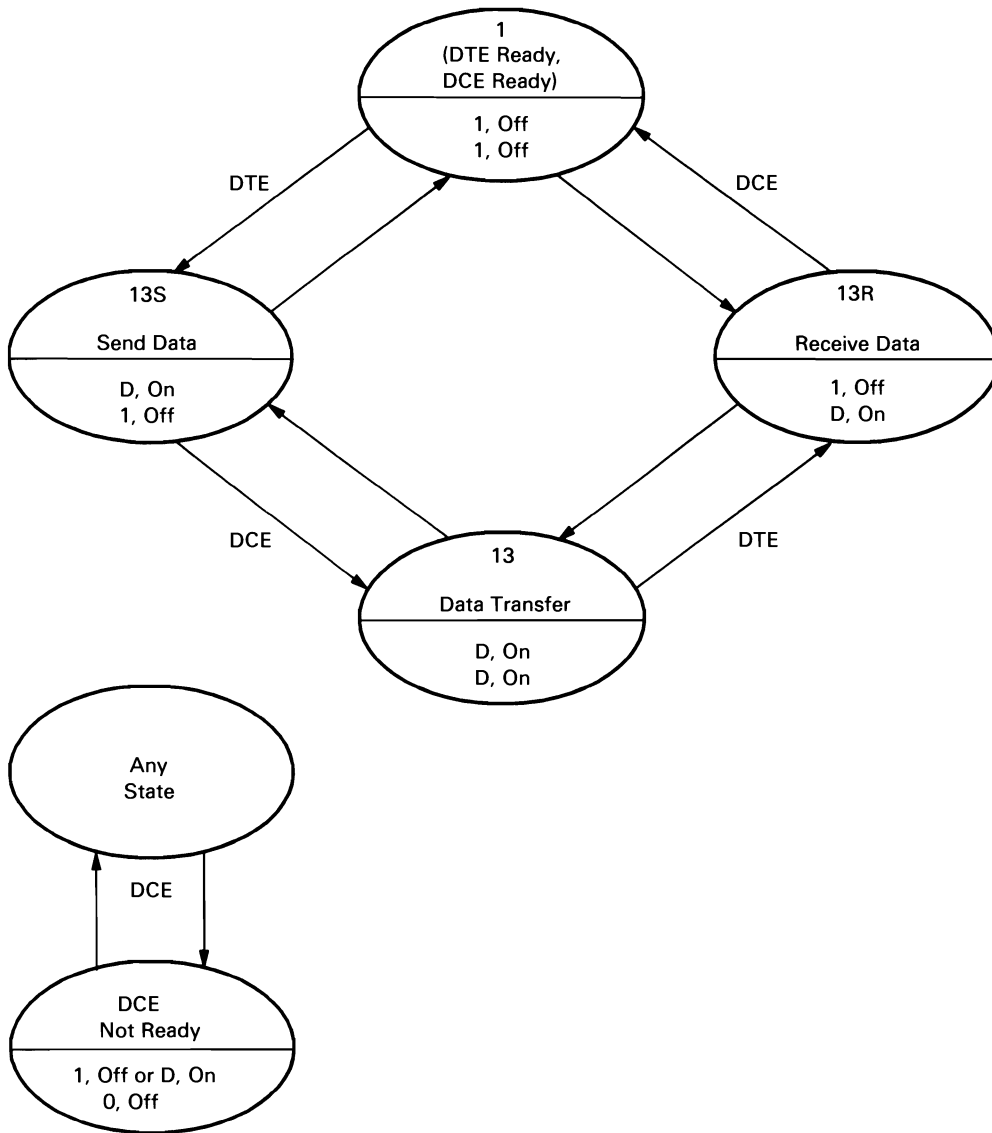 1
(DTE Ready,
DCE Ready)
1, Off
1, Off
DTE
DCE
13S
Send Data
D, On
1, Off
13R
Receive Data
1, Off
D, On
DCE
DTE
13
Data Transfer
D, On
D, On
Any
State
DCE
DCE
Not Ready
1, Off or D, On
0, Off